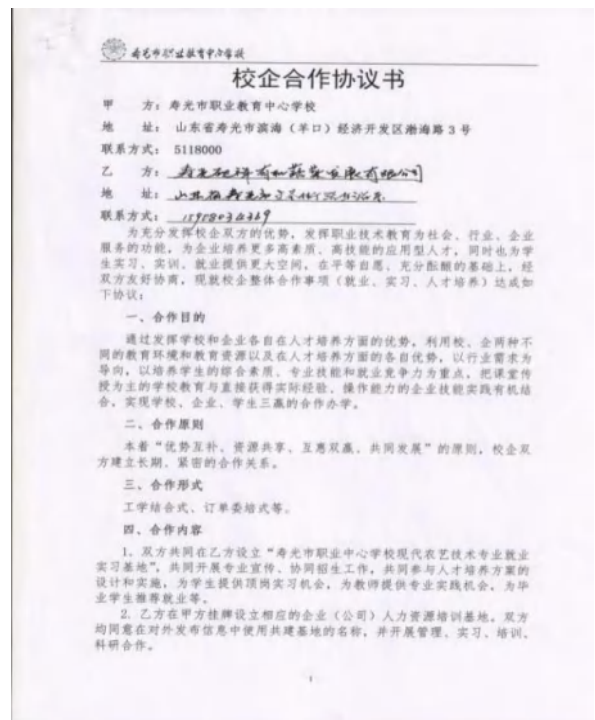 寿光市职业教育中心学校
校企合作协议书
甲 方：寿光市职业教育中心学校
地 址：山东省寿光市滨海（羊口）经济开发区渤海路 3 号
联系方式：5118000
乙 方：寿光 有机蔬菜发展有限公司
地 址：山东省寿光市
联系方式：
为充分发挥校企双方的优势，发挥职业技术教育为社会、行业、企业
服务的功能，为企业培养更多高素质、高技能的应用型人才，同时也为学
生实习、实训、就业提供更大空间，在平等自愿、充分酝酿的基础上，经
双方友好协商，现就校企整体合作事项（就业、实习、人才培养）达成如
下协议：
一、合作目的
通过发挥学校和企业各自在人才培养方面的优势，利用校、企两种不
同的教育环境和教育资源以及在人才培养方面的各自优势，以行业需求为
导向，以培养学生的综合素质、专业技能和就业竞争力为重点，把课堂传
授为主的学校教育与直接获得实际经验、操作能力的企业技能实践有机结
合，实现学校、企业、学生三赢的合作办学。
二、合作原则
本着“优势互补、资源共享、互惠双赢、共同发展”的原则，校企双
方建立长期、紧密的合作关系。
三、合作形式
工学结合式、订单委培式等。
四、合作内容
1．双方共同在乙方设立“寿光市职业中心学校现代农艺技术专业就业
实习基地”，共同开展专业宣传、协同招生工作，共同参与人才培养方案的
设计和实施，为学生提供顶岗实习机会，为教师提供专业实践机会，为毕
业学生推荐就业等。
2．乙方在甲方挂牌设立相应的企业（公司）人力资源培训基地。双方
均同意在对外发布信息中使用共建基地的名称，并开展管理、实习、培训、
科研合作。
1